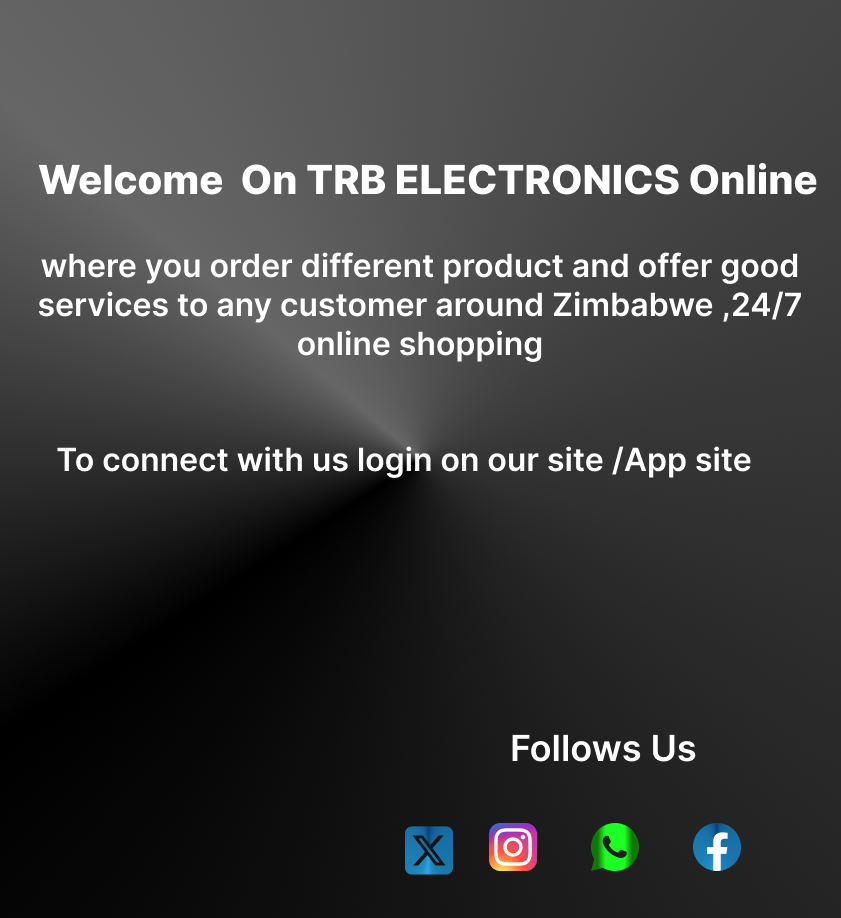 Welcome  On TRB ELECTRONICS Online
where you order different product and offer good
services to any customer around Zimbabwe ,24/7
online shopping
To connect with us login on our site /App site
Follows Us